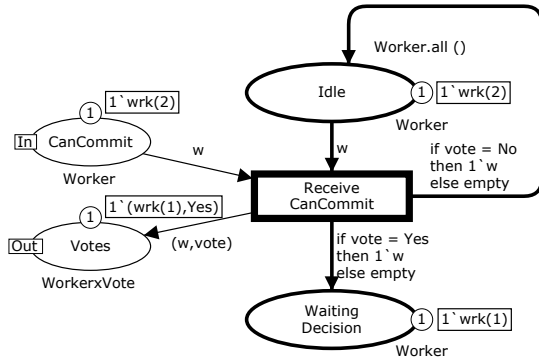 Worker.all ()
1
1`wrk(2)
Idle
1
1`wrk(2)
In
CanCommit
Worker
w
w
Worker
if vote = No
then 1`w
else empty
Receive
CanCommit
1
1`(wrk(1),Yes)
Out
Votes
(w,vote)
WorkerxVote
if vote = Yes
then 1`w
else empty
Waiting
Decision
1
1`wrk(1)
Worker